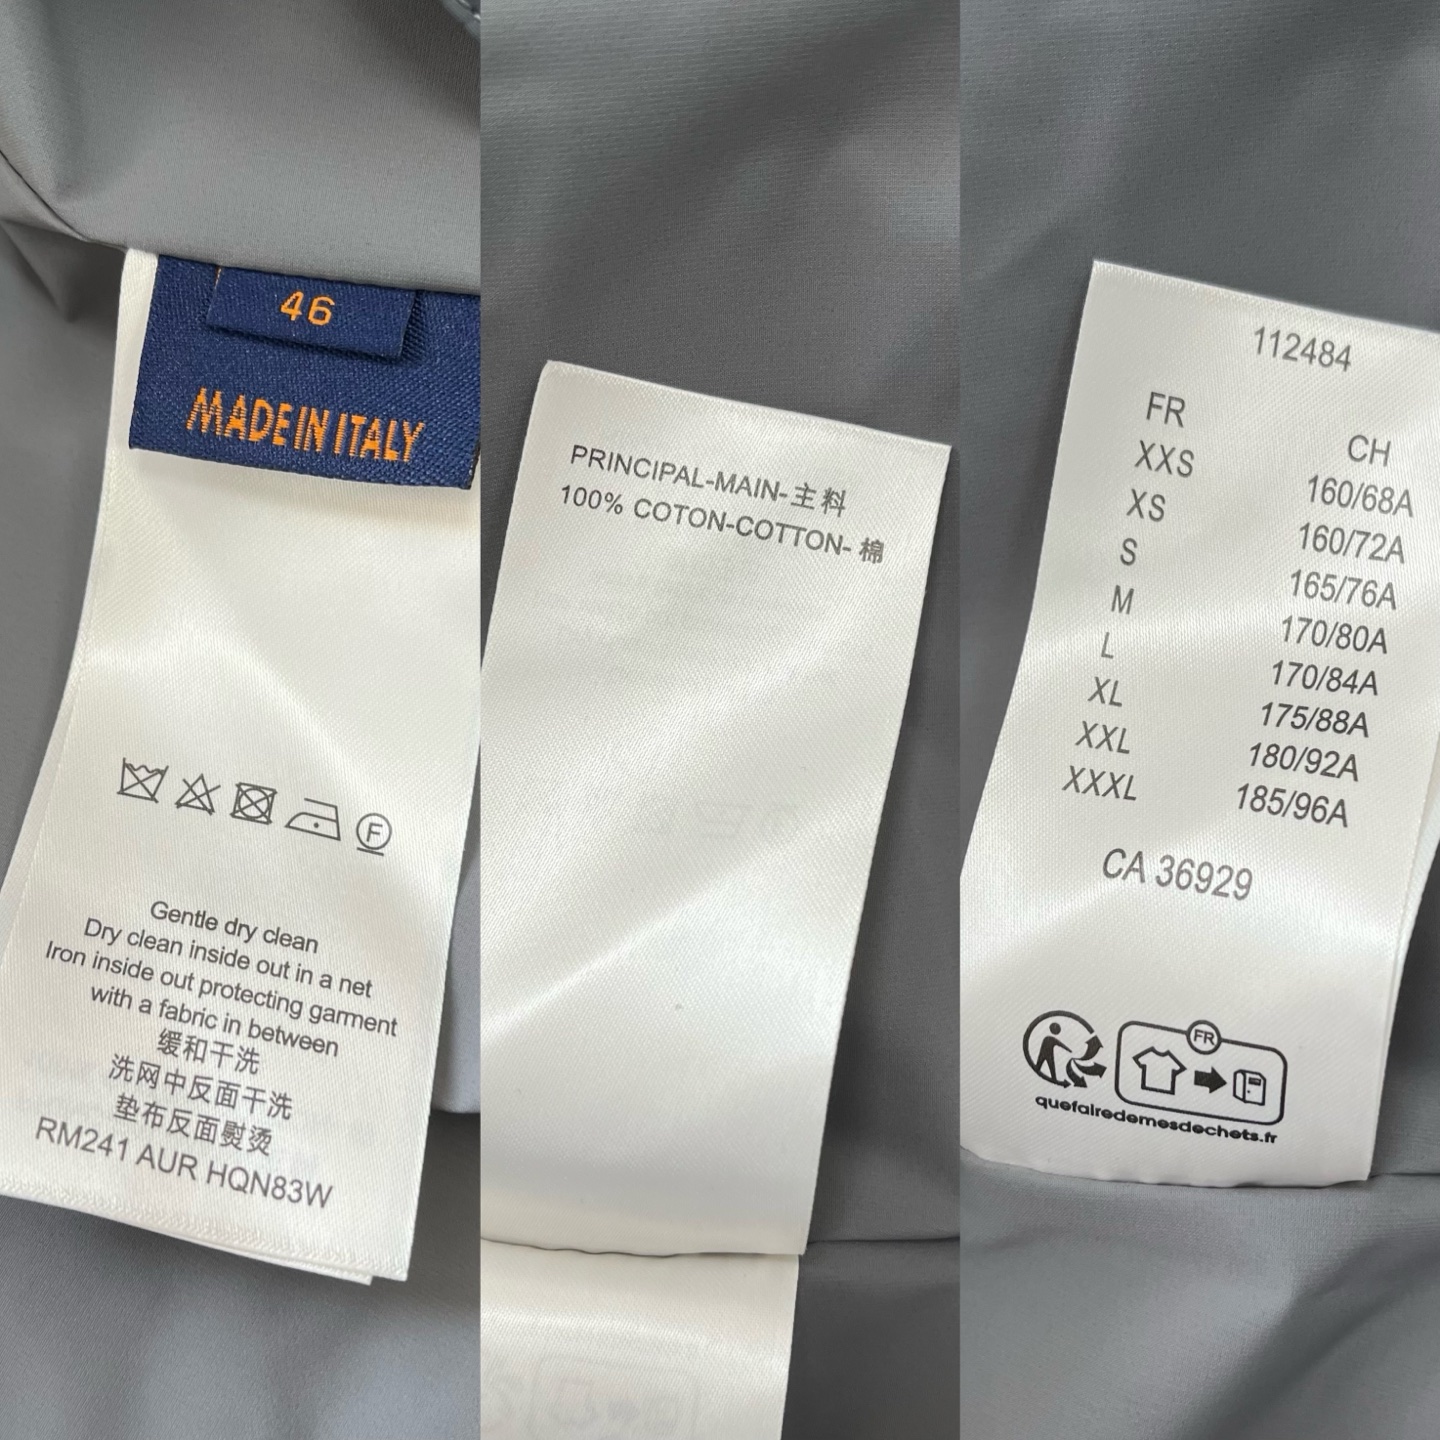 46
MADE IN ITALY
F
Gentle dry clean
Dry clean inside out in a net
Iron inside out protecting garment
with a fabric in between
缓和干洗
洗网中反面干洗
垫布反面熨烫
RM241 AUR HQN83W
PRINCIPAL-MAIN-主料
100% COTON-COTTON- 棉
112484
FR CH
XXS 160/68A
XS 160/72A
S 165/76A
M 170/80A
L 170/84A
XL 175/88A
XXL 180/92A
XXXL 185/96A
CA 36929
FR
quefairedemesdechets.fr